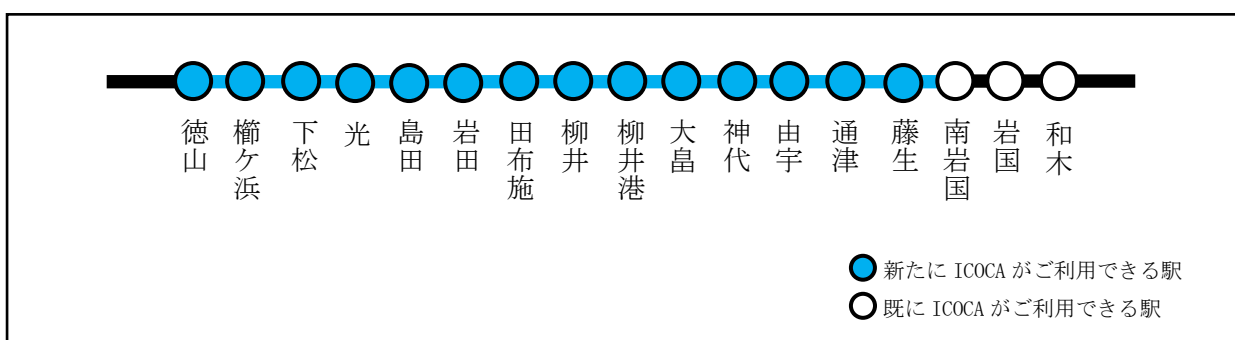 徳山
櫛ケ浜
下松
光
島田
岩田
田布施
柳井
柳井港
大畠
神代
由宇
通津
藤生
南岩国
岩国
和木
新たに ICOCA がご利用できる駅
既に ICOCA がご利用できる駅